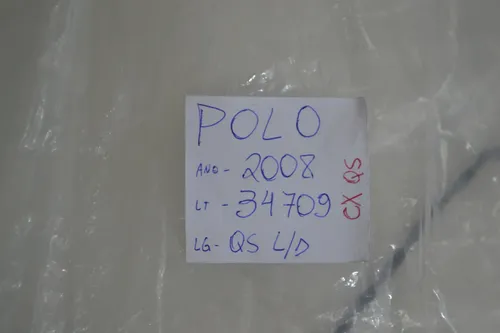 POLO
ANO - 2008
LT - 34709
LG - QS L/D
CX QS